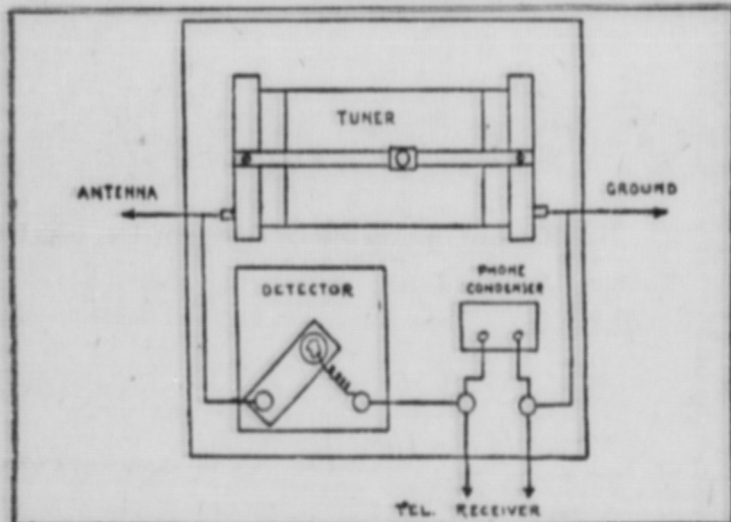 TUNER
ANTENNA
GROUND
DETECTOR
PHONE
CONDENSER
TEL. RECEIVER